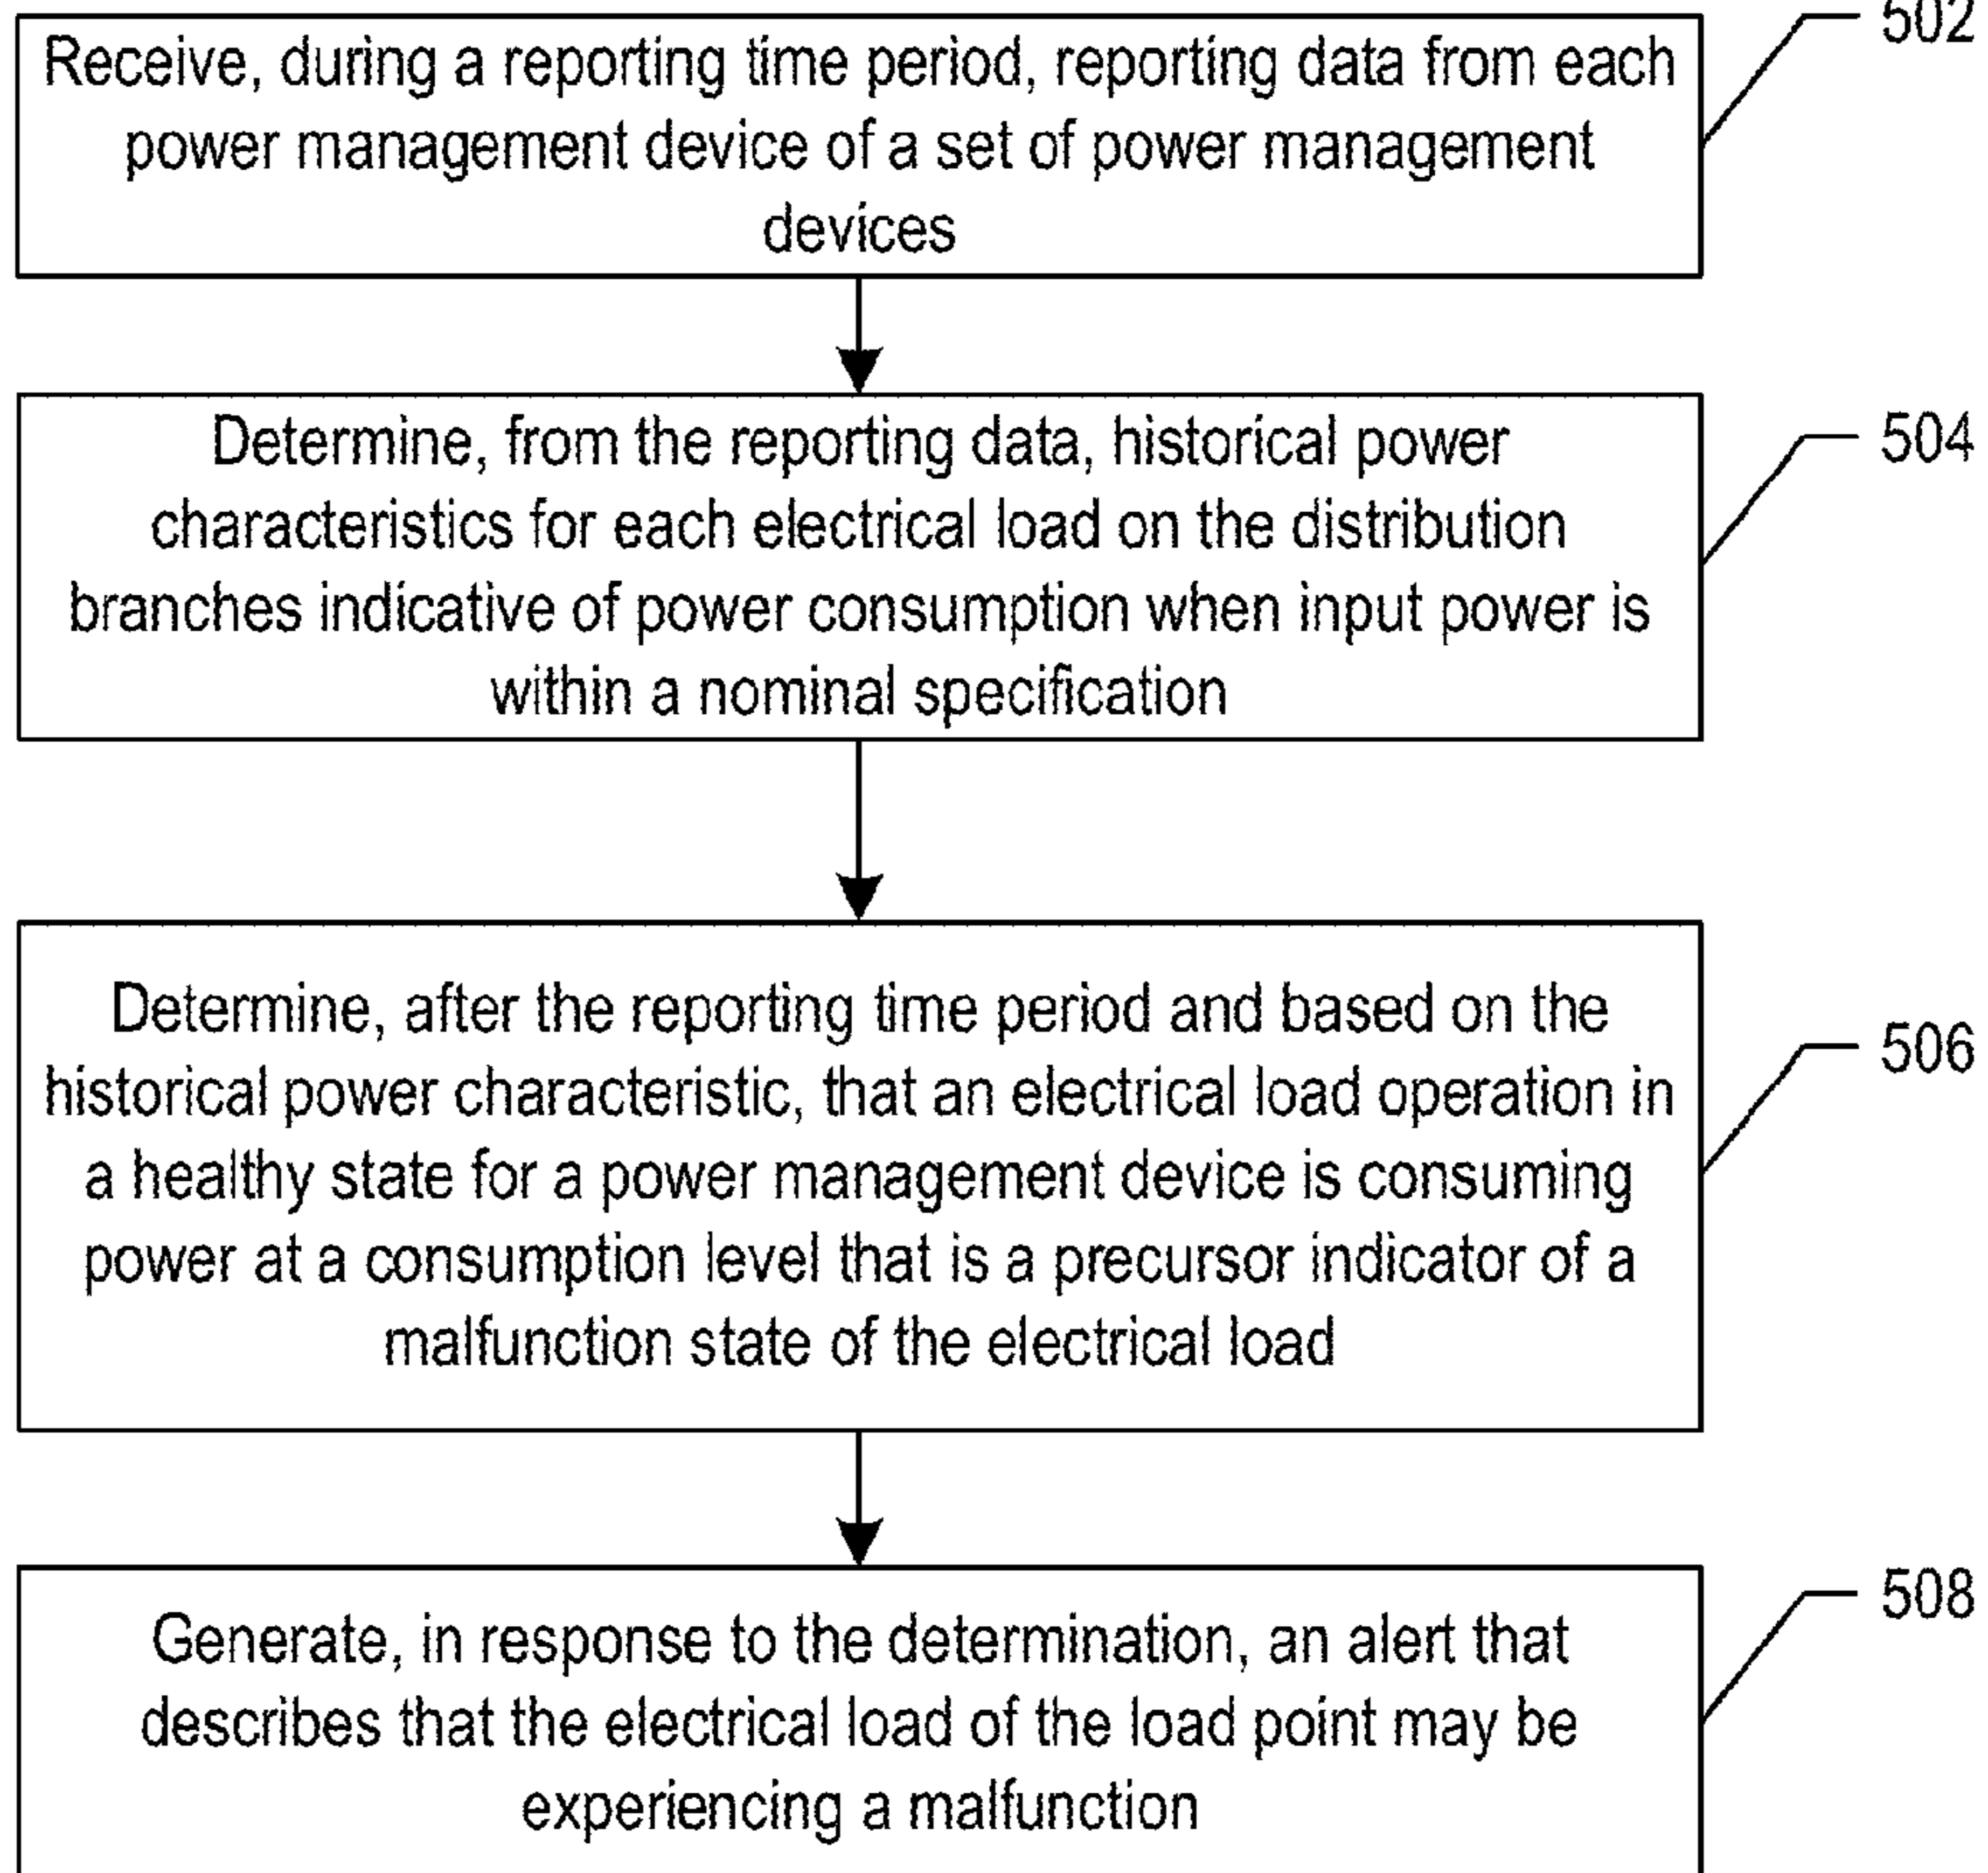 502
Receive, during a reporting time period, reporting data from each
power management device of a set of power management
devices
504
Determine, from the reporting data, historical power
characteristics for each electrical load on the distribution
branches indicative of power consumption when input power is
within a nominal specification
506
Determine, after the reporting time period and based on the
historical power characteristic, that an electrical load operation in
a healthy state for a power management device is consuming
power at a consumption level that is a precursor indicator of a
malfunction state of the electrical load
508
Generate, in response to the determination, an alert that
describes that the electrical load of the load point may be
experiencing a malfunction